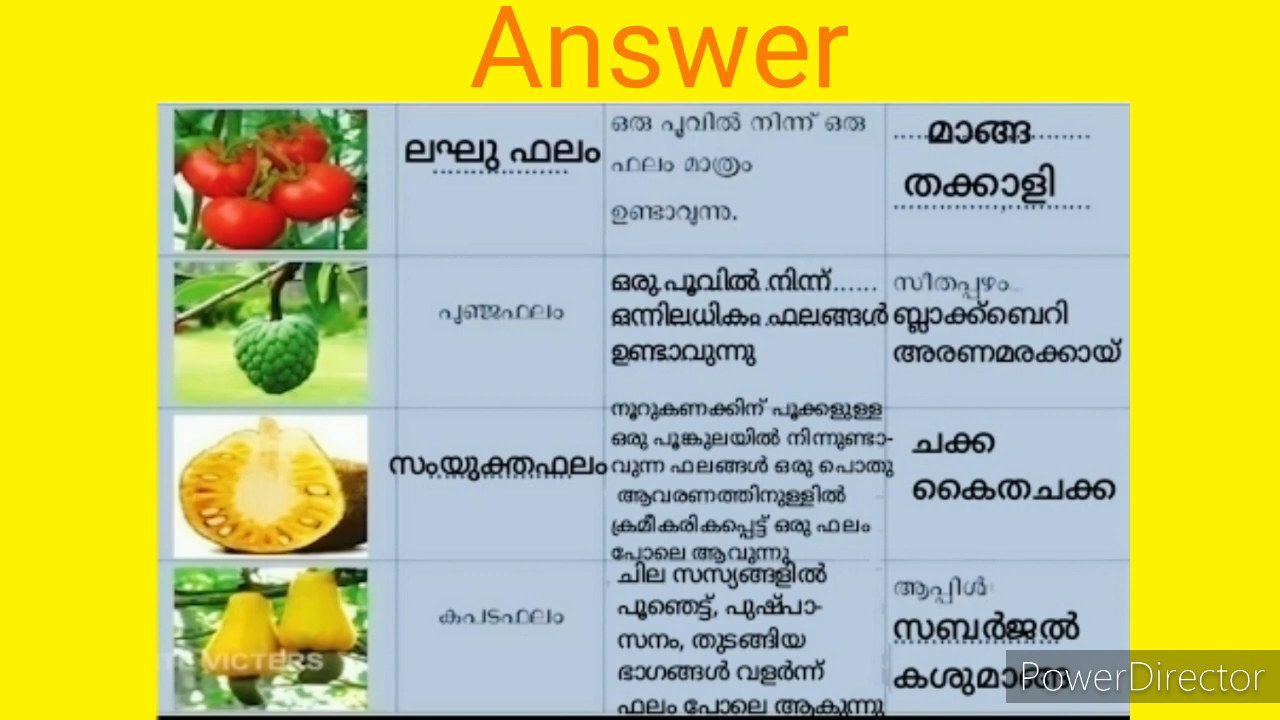 Answer
ലഘു ഫലം
ഒരു പൂവിൽ നിന്ന് ഒരു
ഫലം മാത്രം
ഉണ്ടാവുന്നു.
മാങ്ങ
തക്കാളി
പുഞ്ജഫലം
ഒരു പൂവിൽ നിന്ന്......
ഒന്നിലധികം ഫലങ്ങൾ
ഉണ്ടാവുന്നു
സീതപ്പഴം
ബ്ലാക്ക്ബെറി
അരണമരക്കായ്
സംയുക്തഫലം
നൂറുകണക്കിന് പൂക്കളുള്ള
ഒരു പൂങ്കുലയിൽ നിന്നുണ്ടാ-
വുന്ന ഫലങ്ങൾ ഒരു പൊതു
ആവരണത്തിനുള്ളിൽ
ക്രമീകരികപ്പെട്ട് ഒരു ഫലം
പോലെ ആവുന്നു
ചക്ക
കൈതചക്ക
കപടഫലം
ചില സസ്യങ്ങളിൽ
പൂഞെട്ട്, പുഷ്പാ-
സനം, തുടങ്ങിയ
ഭാഗങ്ങൾ വളർന്ന്
ഫലം പോലെ ആകുന്നു
ആപ്പിൾ
സബർജൽ
VICTERS
PowerDirector